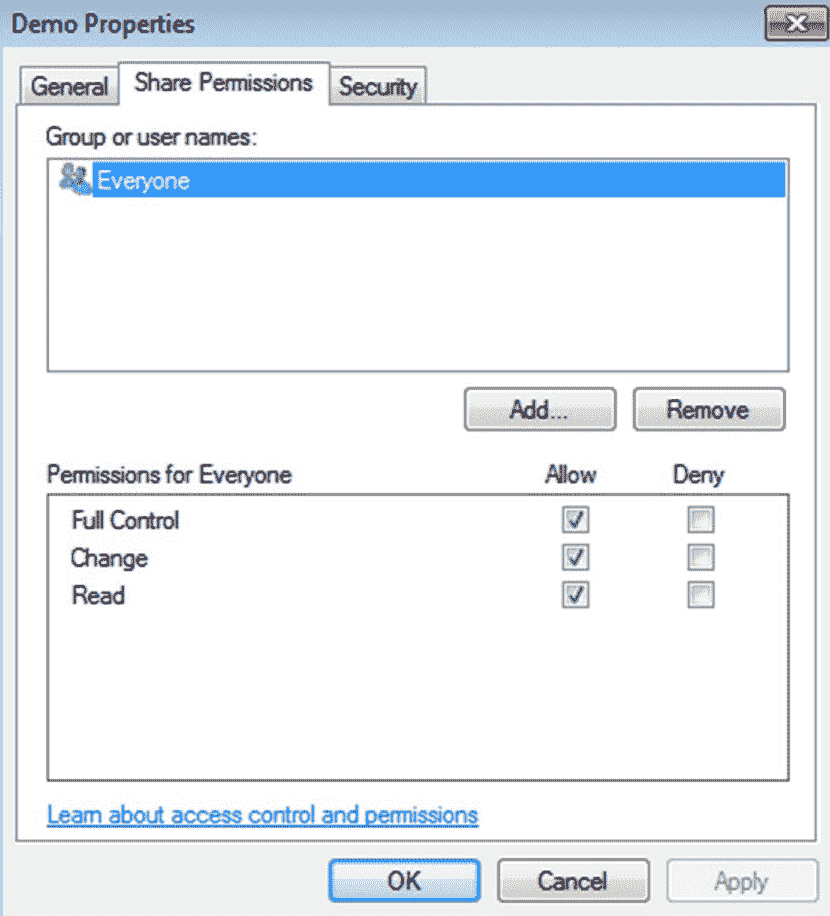 Demo Properties
General Share Permissions Security
Group or user names:
Everyone
Add... Remove
Permissions for Everyone Allow Deny
Full Control
Change
Read
Learn about access control and permissions
OK Cancel Apply